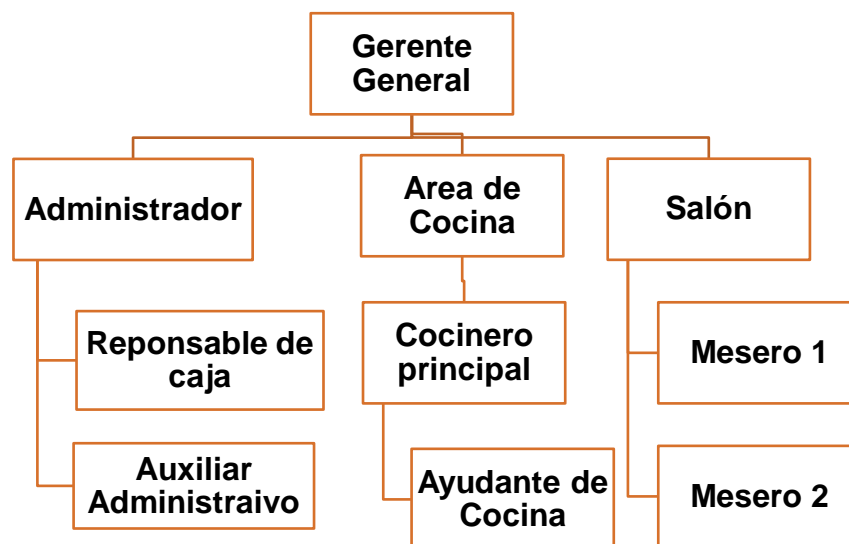 Gerente
General
Administrador
Area de
Cocina
Salón
Reponsable de
caja
Cocinero
principal
Mesero 1
Auxiliar
Administraivo
Ayudante de
Cocina
Mesero 2